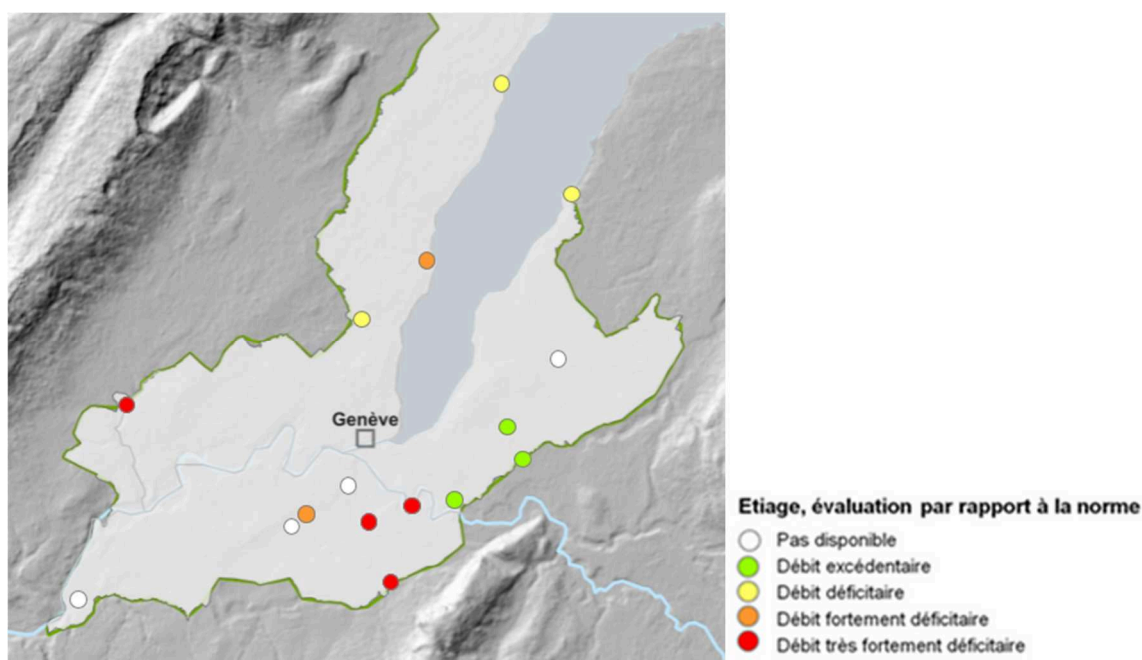 Genève
Etiage, évaluation par rapport à la norme
Pas disponible
Débit excédentaire
Débit déficitaire
Débit fortement déficitaire
Débit très fortement déficitaire